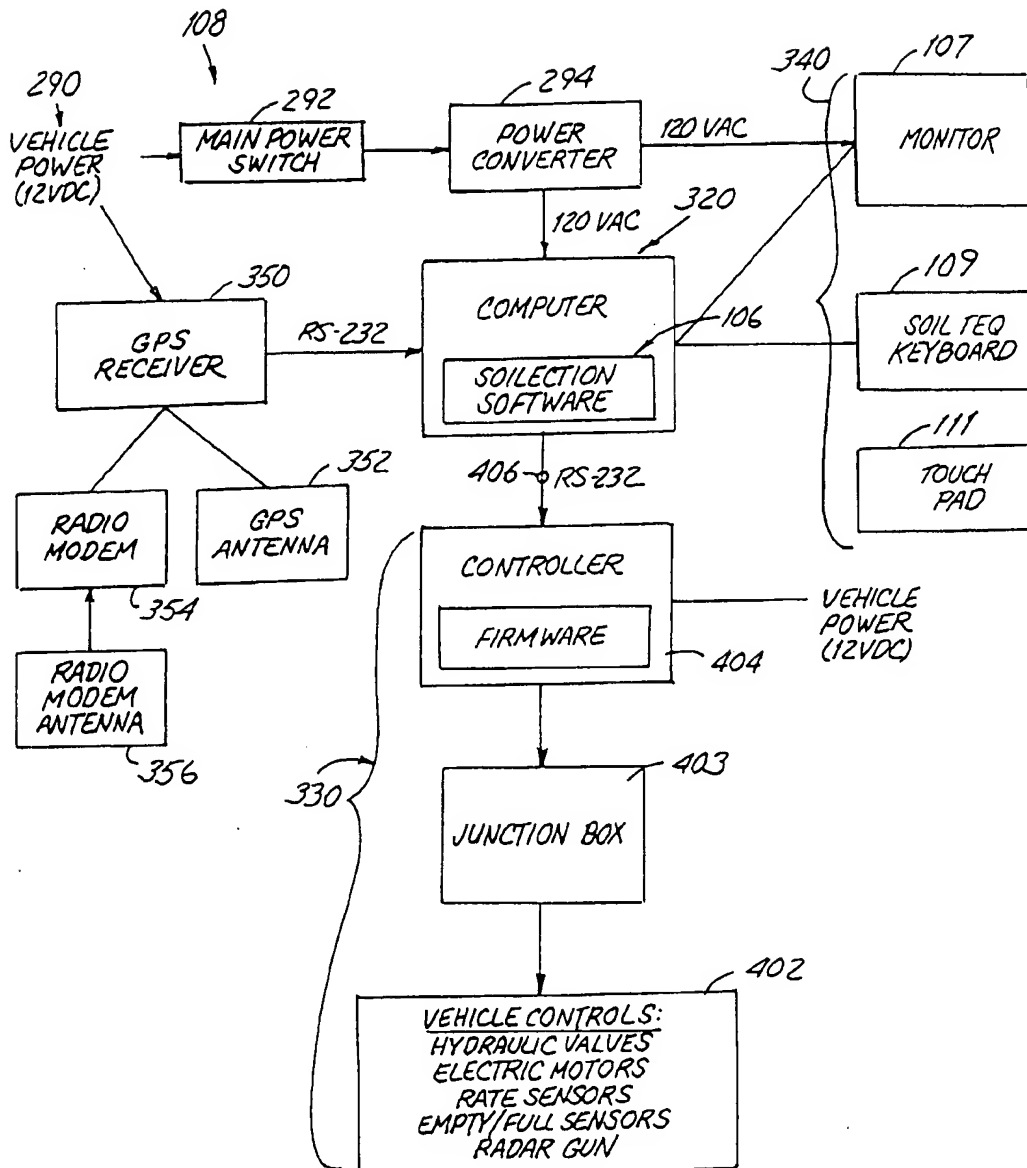 108
290
VEHICLE
POWER
(12VDC)
292
MAIN POWER
SWITCH
294
POWER
CONVERTER
120 VAC
340
107
MONITOR
120 VAC
320
350
GPS
RECEIVER
RS-232
COMPUTER
106
SOILECTION
SOFTWARE
109
SOIL TEQ
KEYBOARD
111
TOUCH
PAD
352
RADIO
MODEM
354
GPS
ANTENNA
406
RS-232
RADIO
MODEM
ANTENNA
356
CONTROLLER
FIRMWARE
404
VEHICLE
POWER
(12VDC)
330
403
JUNCTION BOX
402
VEHICLE CONTROLS:
HYDRAULIC VALVES
ELECTRIC MOTORS
RATE SENSORS
EMPTY/FULL SENSORS
RADAR GUN